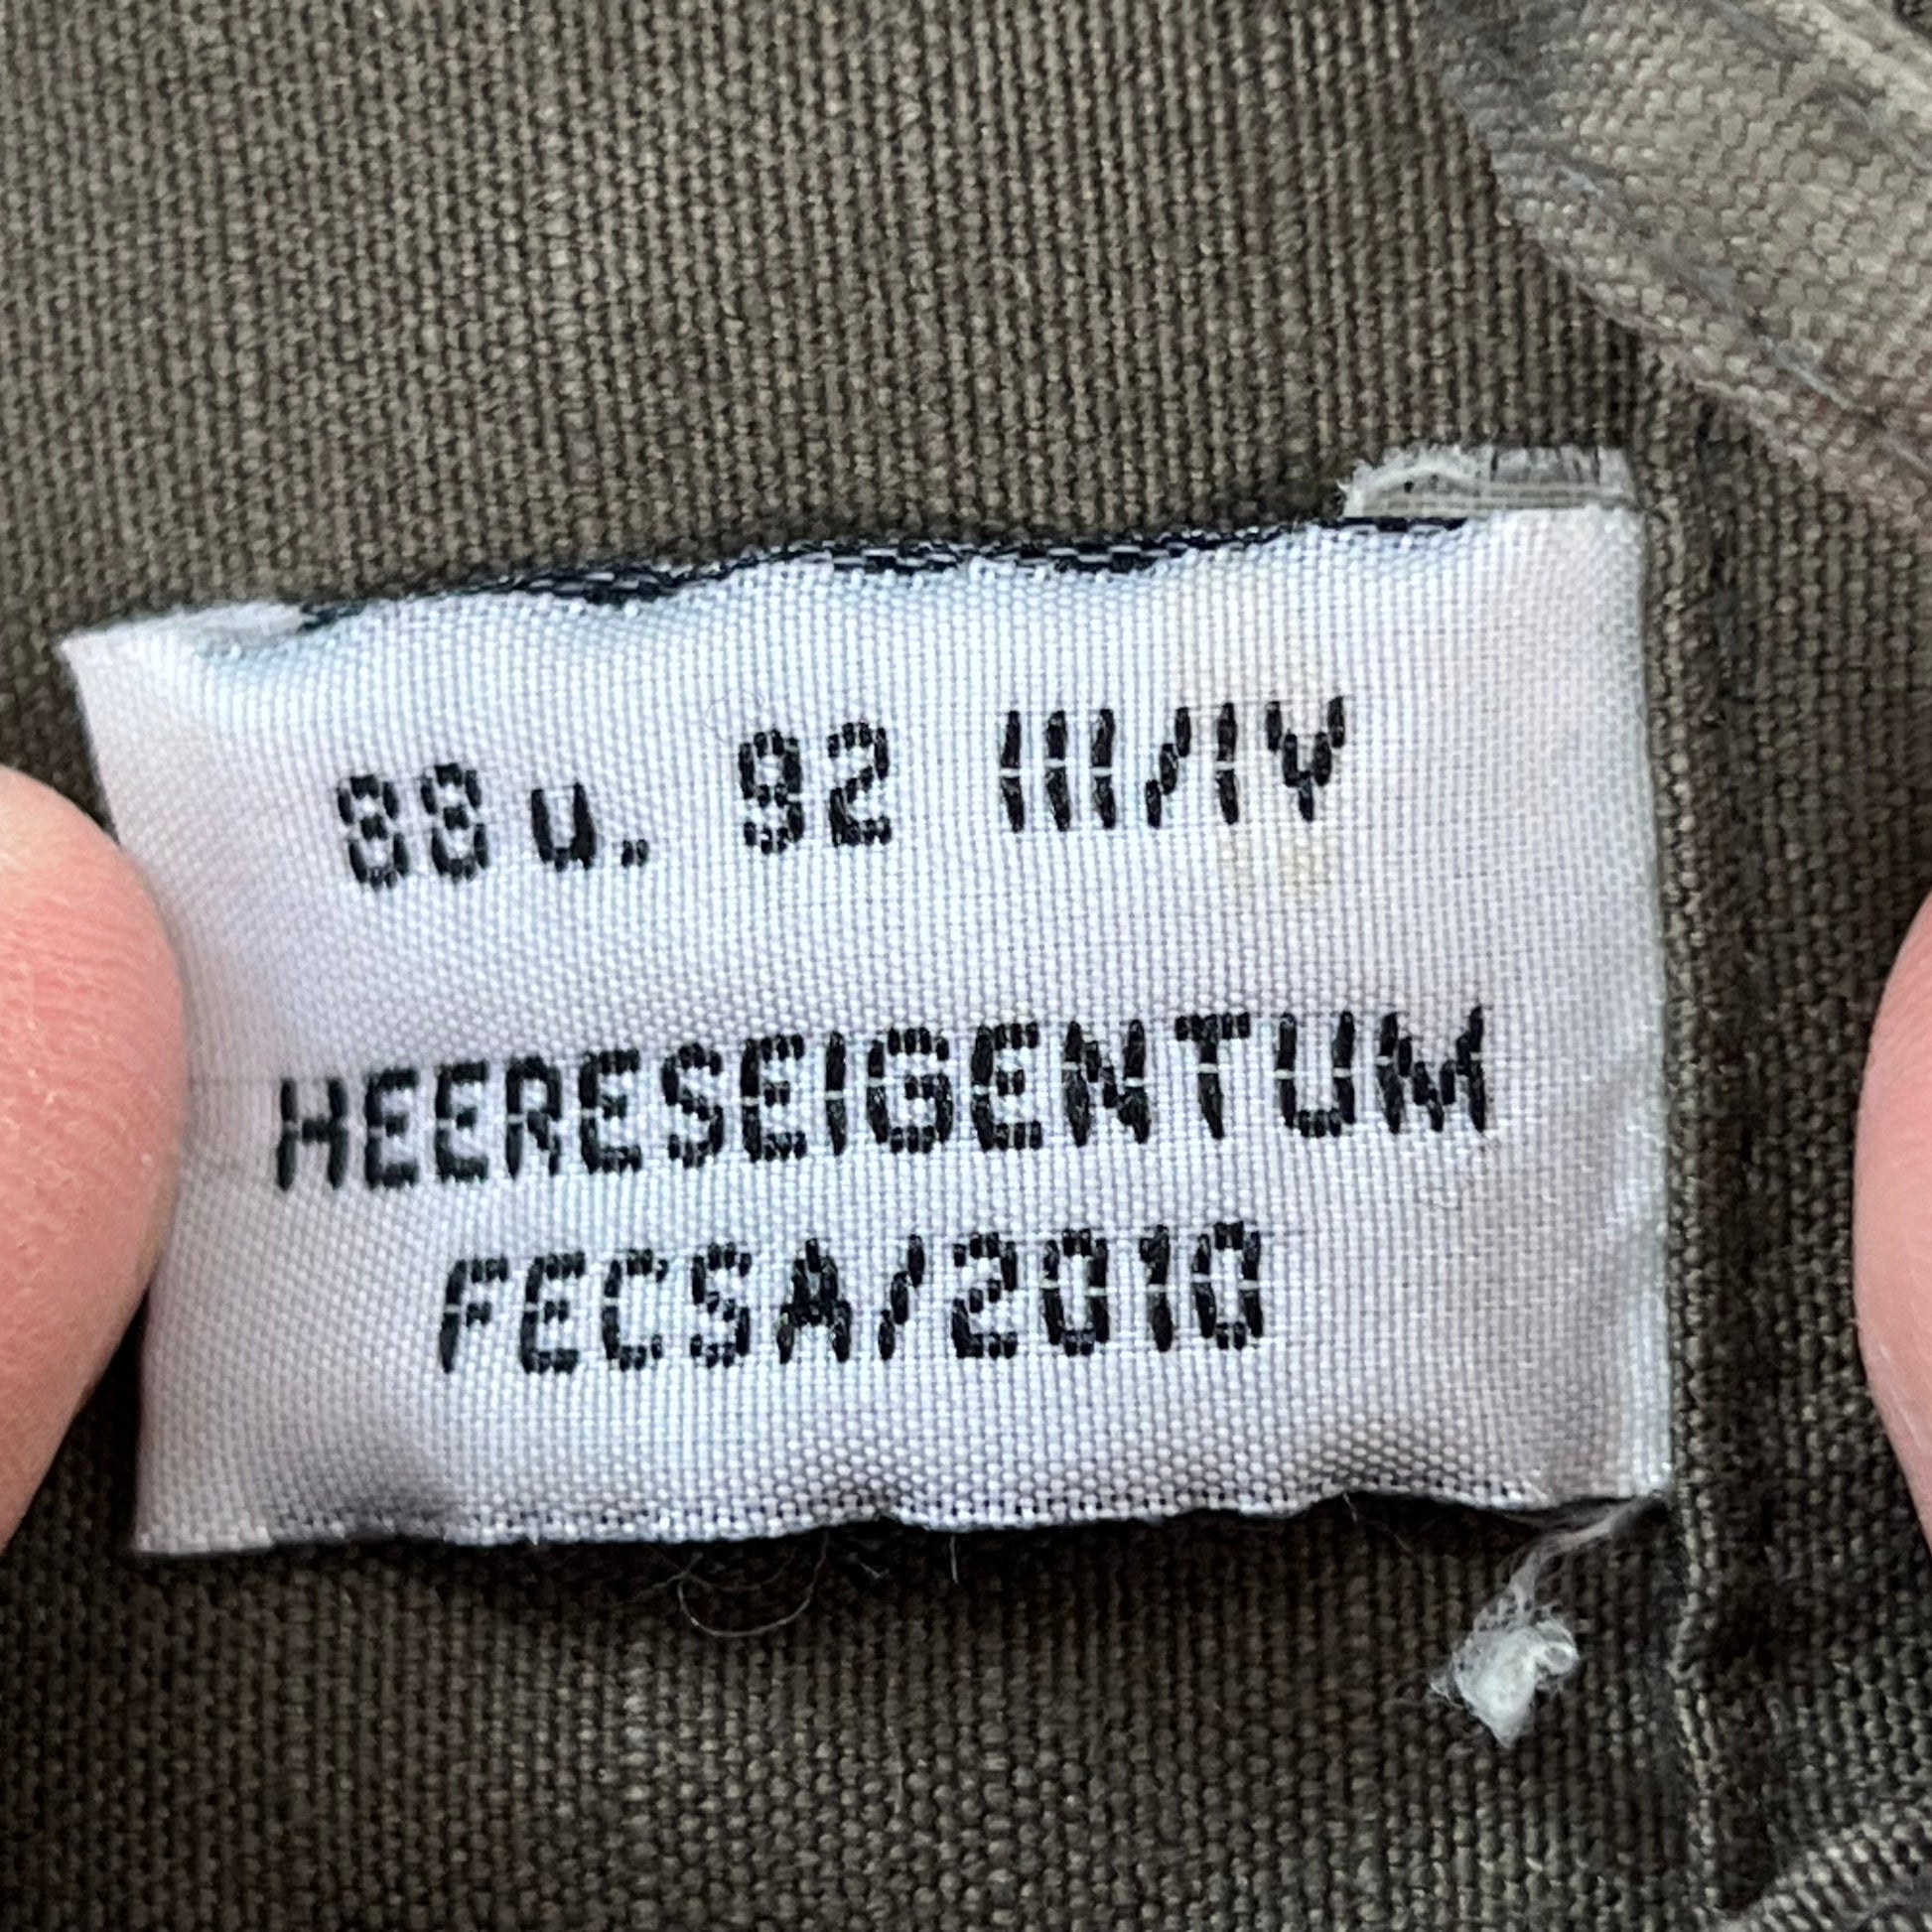 88 u. 92 III/IV
HEERESEIGENTUM
FECSA/2010